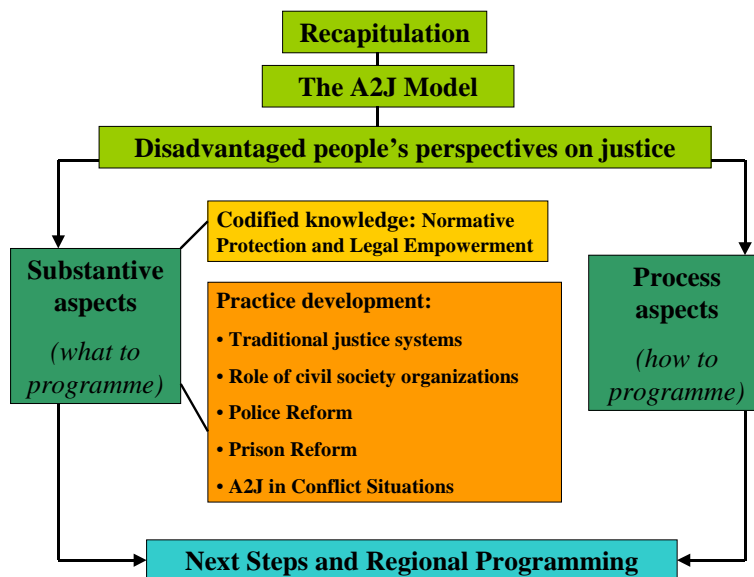 Recapitulation
The A2J Model
Disadvantaged people’s perspectives on justice
Codified knowledge: Normative
Protection and Legal Empowerment
Substantive
aspects
(what to
programme)
Practice development:
• Traditional justice systems
• Role of civil society organizations
• Police Reform
• Prison Reform
• A2J in Conflict Situations
Process
aspects
(how to
programme)
Next Steps and Regional Programming